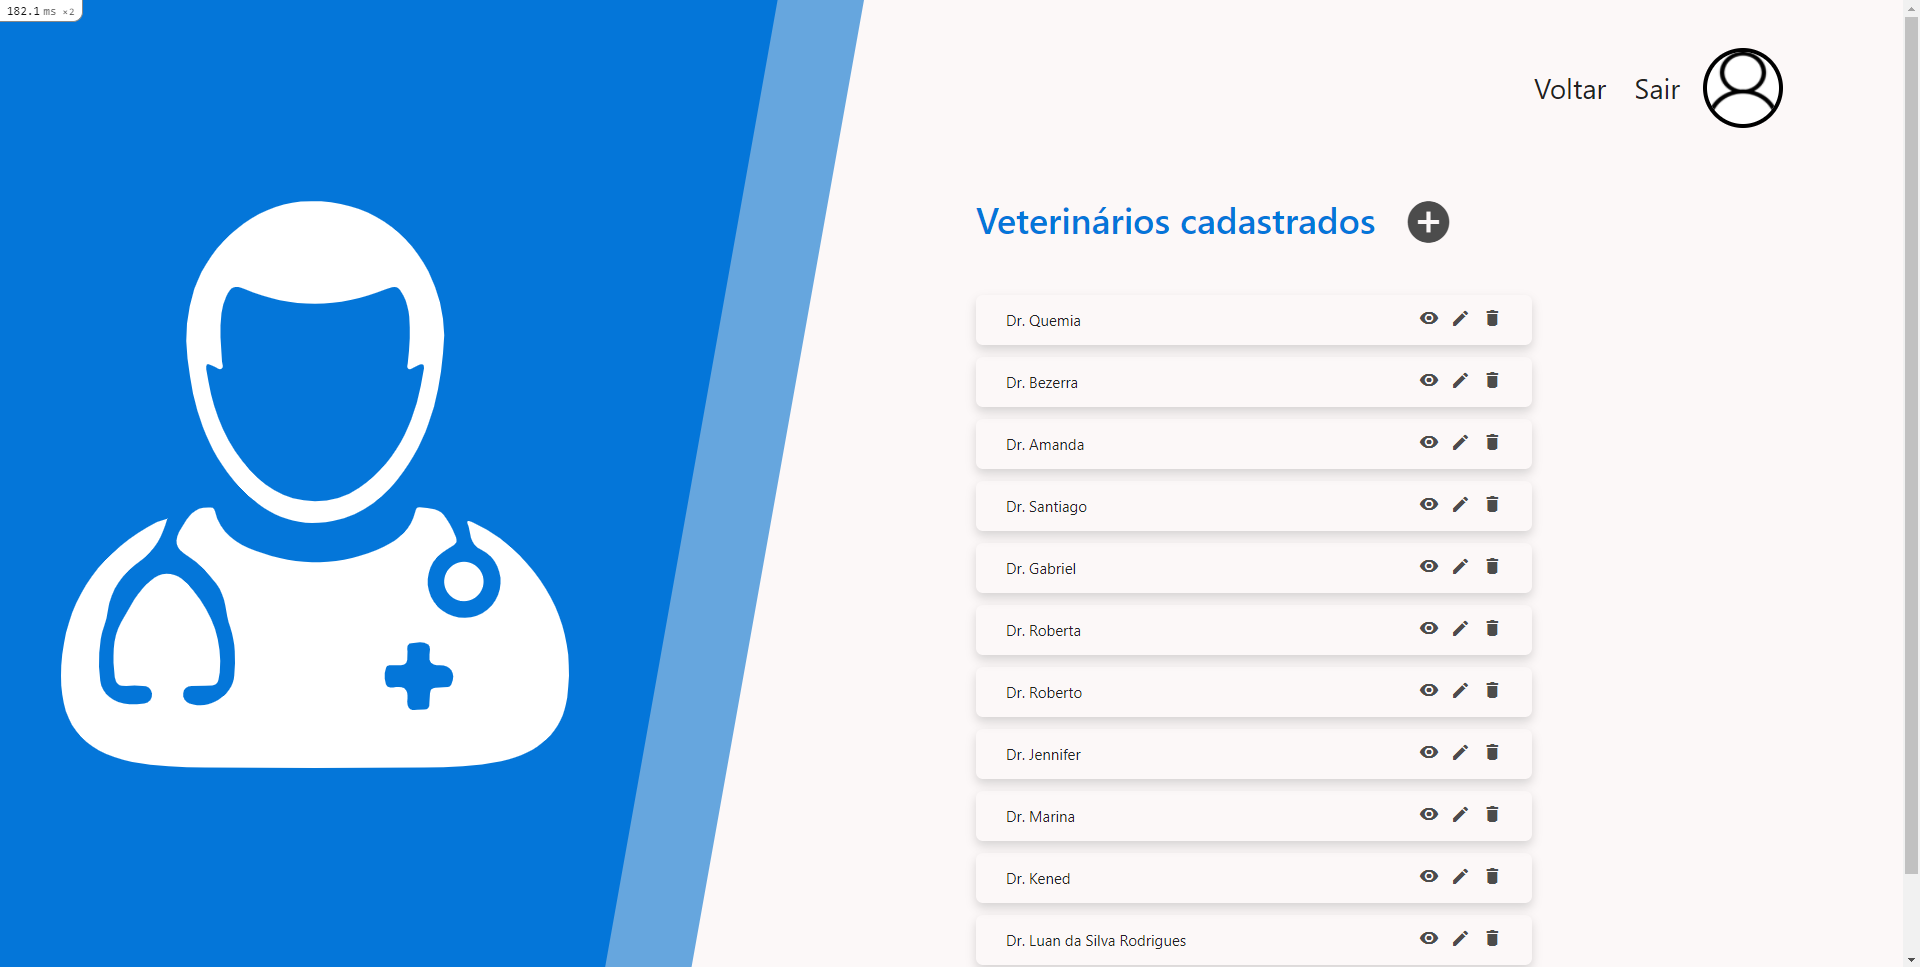 182.1 ms ×2
Voltar Sair
Veterinários cadastrados
Dr. Quemia
Dr. Bezerra
Dr. Amanda
Dr. Santiago
Dr. Gabriel
Dr. Roberta
Dr. Roberto
Dr. Jennifer
Dr. Marina
Dr. Kened
Dr. Luan da Silva Rodrigues